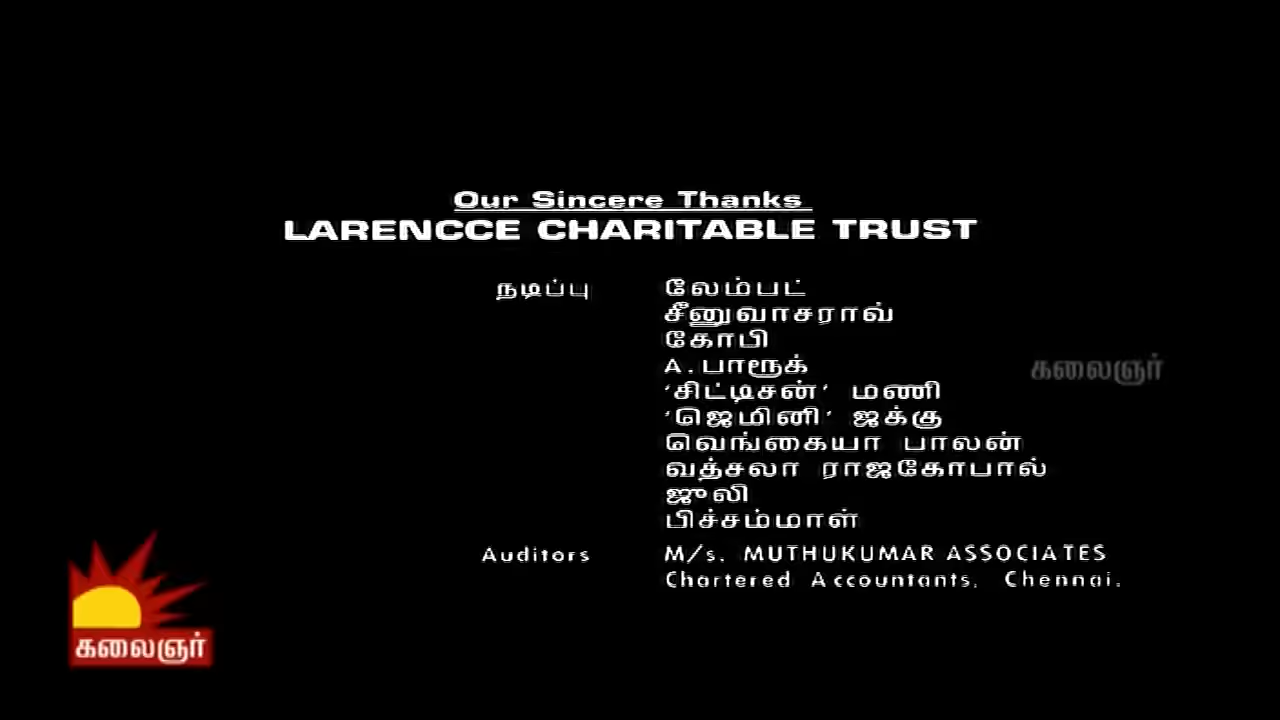 Our Sincere Thanks
LARENCCE CHARITABLE TRUST
நடிப்பு லேம்பட்
சீனுவாசராவ்
கோபி
A.பாரூக்
கலைஞர்
‘சிட்டிசன்’ மணி
‘ஜெமினி’ ஜக்கு
வெங்கையா பாலன்
வத்சலா ராஜகோபால்
ஜுலி
பிச்சம்மாள்
Auditors M/s. MUTHUKUMAR ASSOCIATES
Chartered Accountants, Chennai.
கலைஞர்